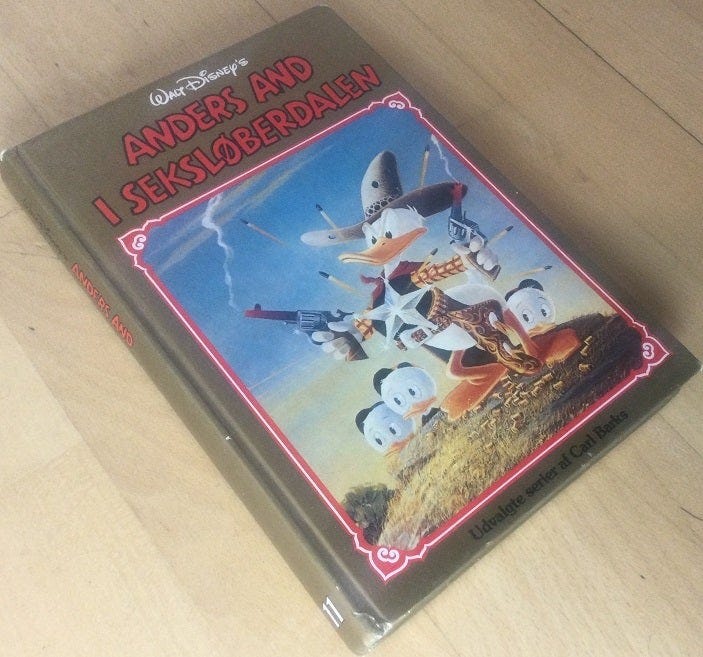 WALT DISNEY'S
ANDERS AND
I SEKSLØBERDALEN
Udvalgte serier af Carl Barks
ANDERS AND
11